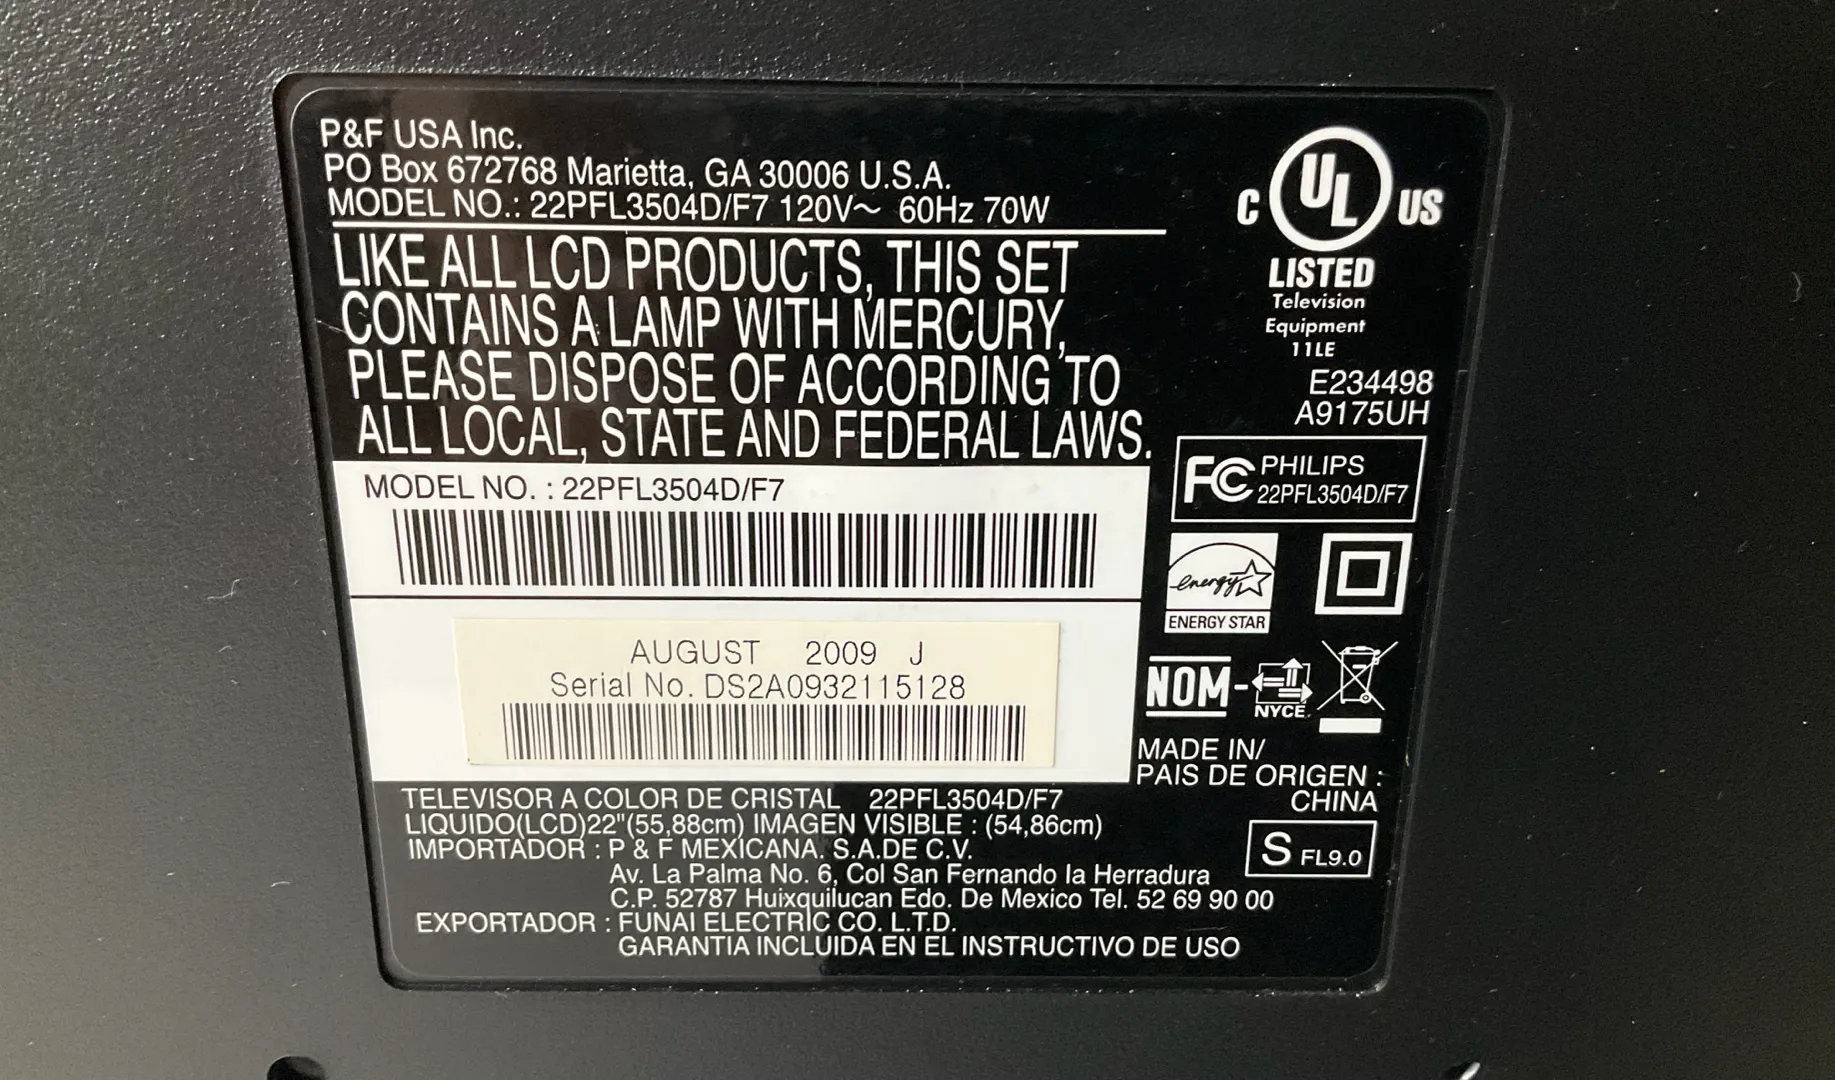 P&F USA Inc.
PO Box 672768 Marietta, GA 30006 U.S.A.
MODEL NO.: 22PFL3504D/F7 120V～ 60Hz 70W
LIKE ALL LCD PRODUCTS, THIS SET
CONTAINS A LAMP WITH MERCURY,
PLEASE DISPOSE OF ACCORDING TO
ALL LOCAL, STATE AND FEDERAL LAWS.
C UL US
LISTED
Television
Equipment
11LE
E234498
A9175UH
FC PHILIPS
22PFL3504D/F7
MODEL NO. : 22PFL3504D/F7
energy
ENERGY STAR
AUGUST 2009 J
Serial No. DS2A0932115128
NOM-
NYCE
MADE IN/
PAIS DE ORIGEN :
CHINA
S FL9.0
TELEVISOR A COLOR DE CRISTAL 22PFL3504D/F7
LIQUIDO(LCD)22"(55,88cm) IMAGEN VISIBLE : (54,86cm)
IMPORTADOR : P & F MEXICANA. S.A.DE C.V.
Av. La Palma No. 6, Col San Fernando la Herradura
C.P. 52787 Huixquilucan Edo. De Mexico Tel. 52 69 90 00
EXPORTADOR : FUNAI ELECTRIC CO. L.T.D.
GARANTIA INCLUIDA EN EL INSTRUCTIVO DE USO